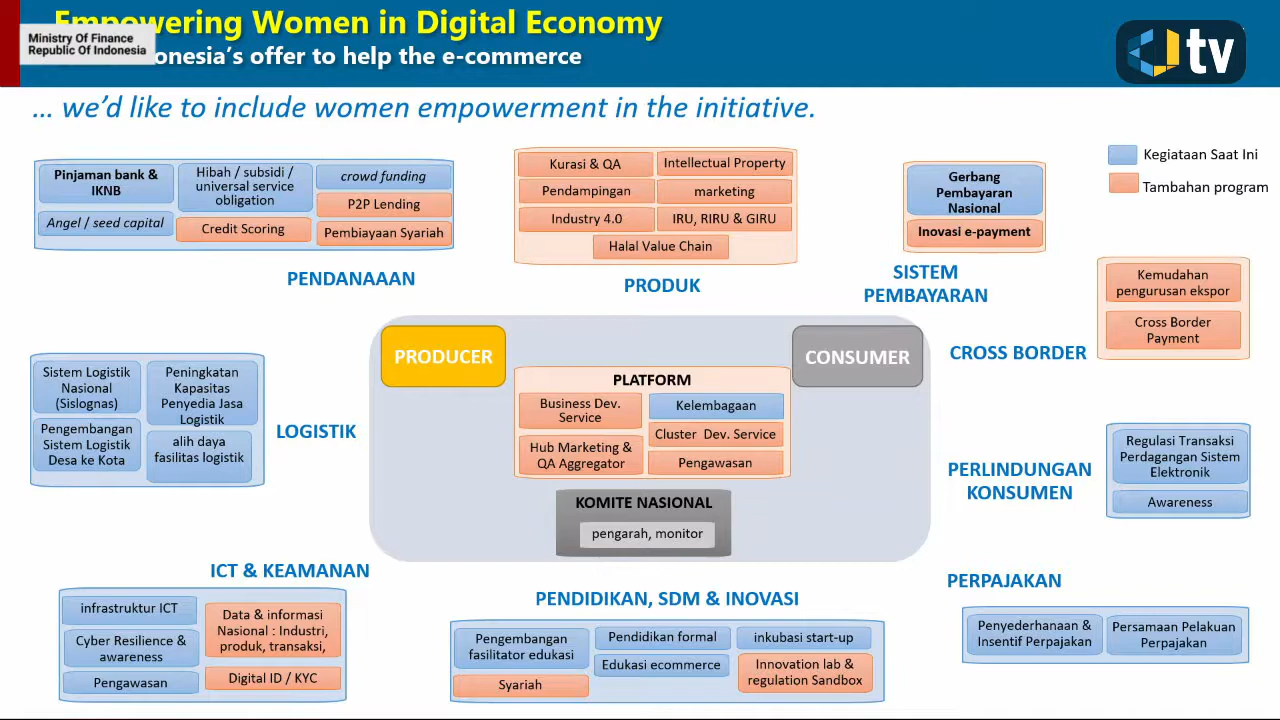 Empowering Women in Digital Economy
Ministry Of Finance
Republic Of Indonesia
onesia's offer to help the e-commerce
tv
... we'd like to include women empowerment in the initiative.
Kegiataan Saat Ini
Tambahan program
Pinjaman bank &
IKNB
Hibah / subsidi /
universal service
obligation
crowd funding
P2P Lending
Angel / seed capital
Credit Scoring
Pembiayaan Syariah
PENDANAAAN
Kurasi & QA
Intellectual Property
Pendampingan
marketing
Industry 4.0
IRU, RIRU & GIRU
Halal Value Chain
PRODUK
Gerbang
Pembayaran
Nasional
Inovasi e-payment
SISTEM
PEMBAYARAN
Kemudahan
pengurusan ekspor
Cross Border
Payment
CROSS BORDER
PRODUCER
CONSUMER
PLATFORM
Business Dev.
Service
Kelembagaan
Cluster Dev. Service
Hub Marketing &
QA Aggregator
Pengawasan
KOMITE NASIONAL
pengarah, monitor
Sistem Logistik
Nasional
(Sislognas)
Peningkatan
Kapasitas
Penyedia Jasa
Logistik
Pengembangan
Sistem Logistik
Desa ke Kota
alih daya
fasilitas logistik
LOGISTIK
PERLINDUNGAN
KONSUMEN
Regulasi Transaksi
Perdagangan Sistem
Elektronik
Awareness
ICT & KEAMANAN
infrastruktur ICT
Cyber Resilience &
awareness
Pengawasan
Data & informasi
Nasional : Industri,
produk, transaksi,
Digital ID / KYC
PENDIDIKAN, SDM & INOVASI
Pengembangan
fasilitator edukasi
Pendidikan formal
inkubasi start-up
Edukasi ecommerce
Innovation lab &
regulation Sandbox
Syariah
PERPAJAKAN
Penyederhanaan &
Insentif Perpajakan
Persamaan Pelakuan
Perpajakan